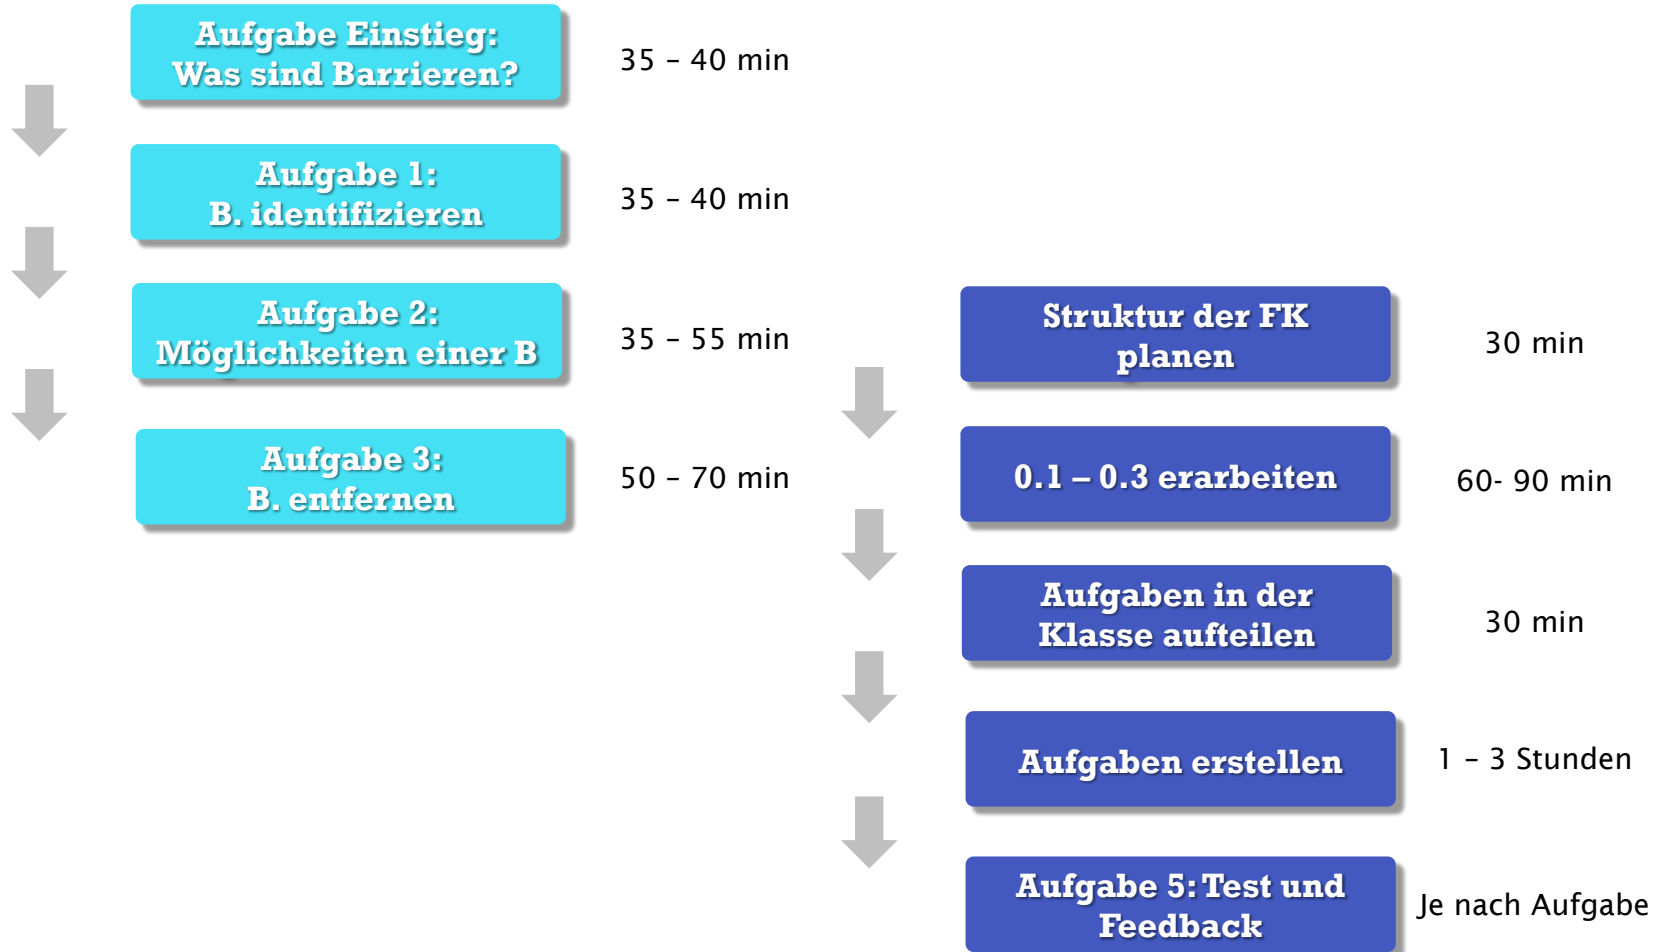 Aufgabe Einstieg:
Was sind Barrieren?
35 – 40 min
Aufgabe 1:
B. identifizieren
35 – 40 min
Aufgabe 2:
Möglichkeiten einer B
35 – 55 min
Aufgabe 3:
B. entfernen
50 – 70 min
Struktur der FK
planen
30 min
0.1 – 0.3 erarbeiten
60- 90 min
Aufgaben in der
Klasse aufteilen
30 min
Aufgaben erstellen
1 – 3 Stunden
Aufgabe 5: Test und
Feedback
Je nach Aufgabe